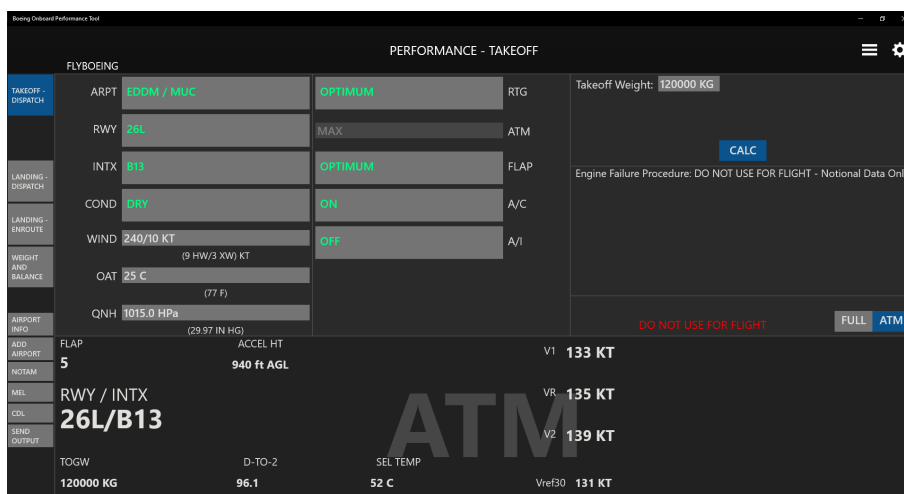 Boeing Onboard Performance Tool
PERFORMANCE - TAKEOFF
FLYBOEING
TAKEOFF -
DISPATCH
LANDING -
DISPATCH
LANDING -
ENROUTE
WEIGHT
AND
BALANCE
AIRPORT
INFO
ADD
AIRPORT
NOTAM
MEL
CDL
SEND
OUTPUT
ARPT EDDM / MUC
RWY 26L
INTX B13
COND DRY
WIND 240/10 KT
(9 HW/3 XW) KT
OAT 25 C
(77 F)
QNH 1015.0 HPa
(29.97 IN HG)
OPTIMUM RTG
MAX ATM
OPTIMUM FLAP
ON A/C
OFF A/I
Takeoff Weight: 120000 KG
CALC
Engine Failure Procedure: DO NOT USE FOR FLIGHT - Notional Data Onl
DO NOT USE FOR FLIGHT
FULL ATM
FLAP ACCEL HT
5 940 ft AGL
RWY / INTX
26L/B13
ATM
V1 133 KT
VR 135 KT
V2 139 KT
TOGW D-TO-2 SEL TEMP
120000 KG 96.1 52 C
Vref30 131 KT